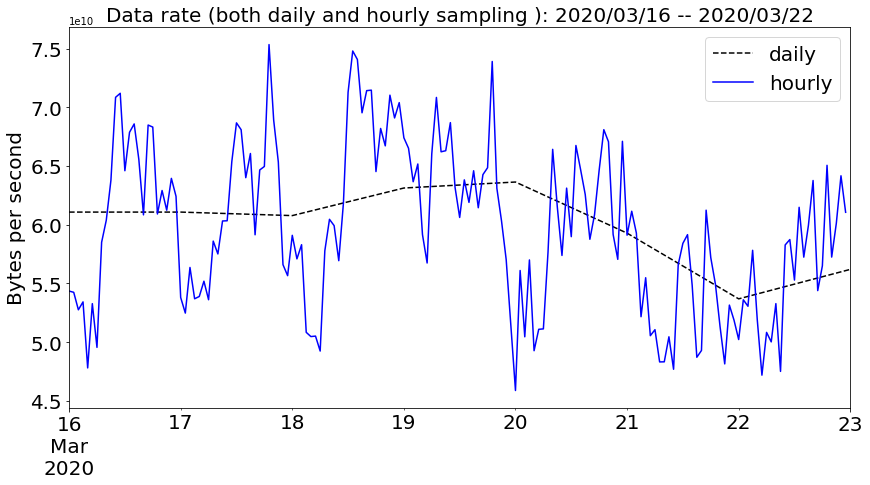 Data rate (both daily and hourly sampling ): 2020/03/16 -- 2020/03/22
1e10
daily
hourly
Bytes per second
7.5
7.0
6.5
6.0
5.5
5.0
4.5
16 17 18 19 20 21 22 23
Mar
2020